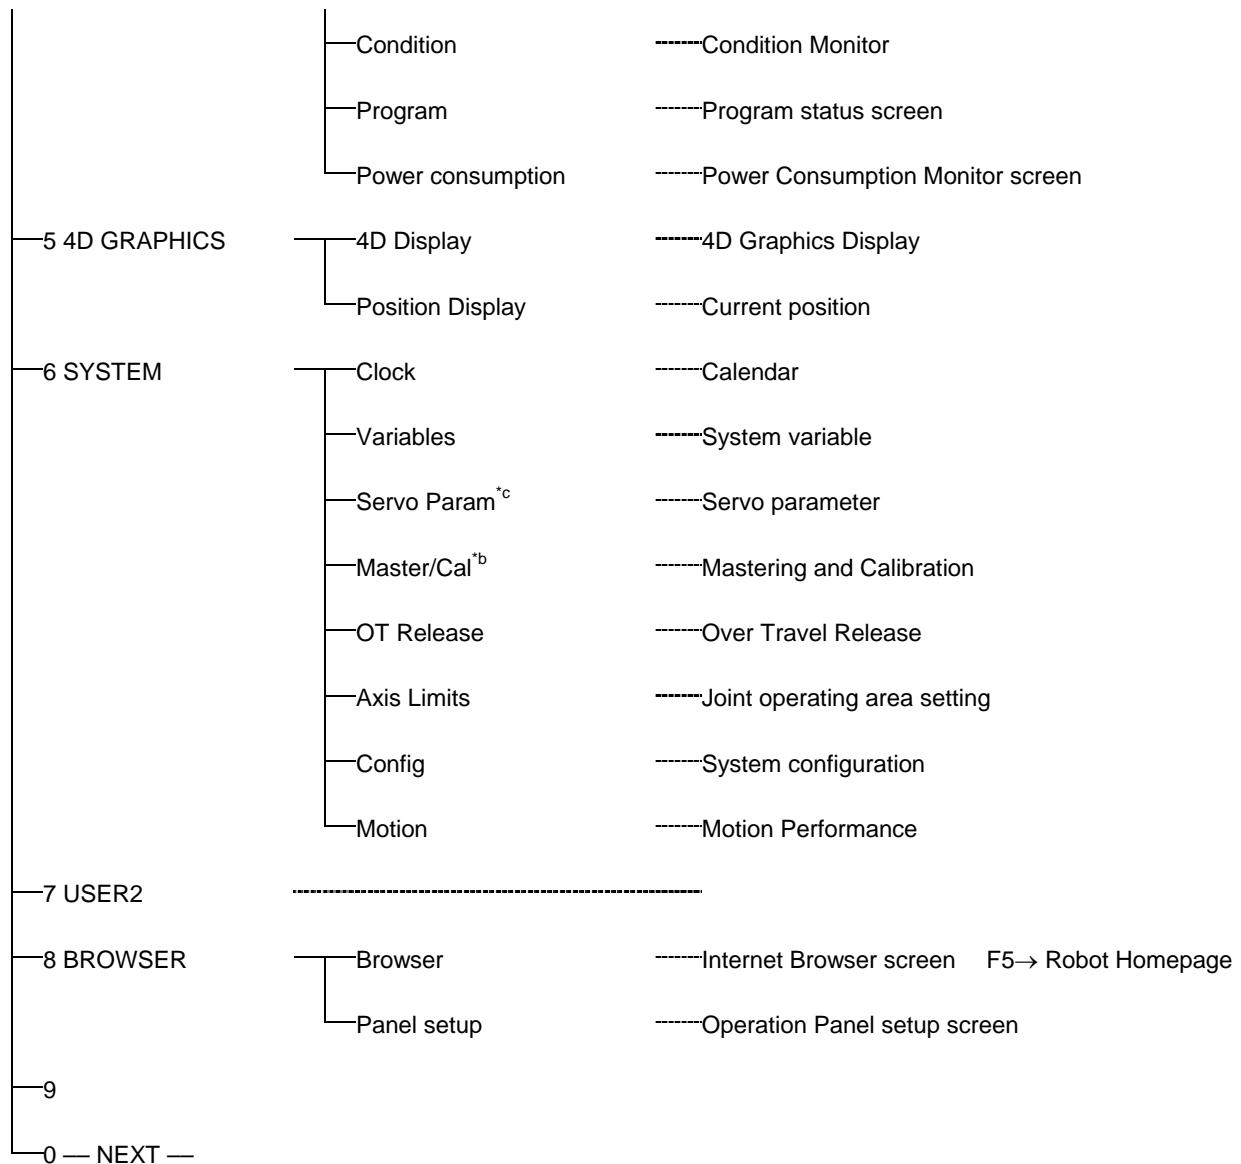 Condition Condition Monitor
Program Program status screen
Power consumption Power Consumption Monitor screen
5 4D GRAPHICS 4D Display 4D Graphics Display
Position Display Current position
6 SYSTEM Clock Calendar
Variables System variable
Servo Param*c Servo parameter
Master/Cal*b Mastering and Calibration
OT Release Over Travel Release
Axis Limits Joint operating area setting
Config System configuration
Motion Motion Performance
7 USER2
8 BROWSER Browser Internet Browser screen F5→ Robot Homepage
Panel setup Operation Panel setup screen
9
0 — NEXT —